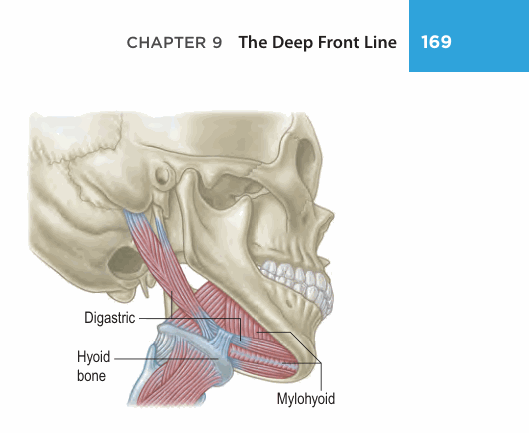 CHAPTER 9 The Deep Front Line 169
Digastric
Hyoid
bone
Mylohyoid